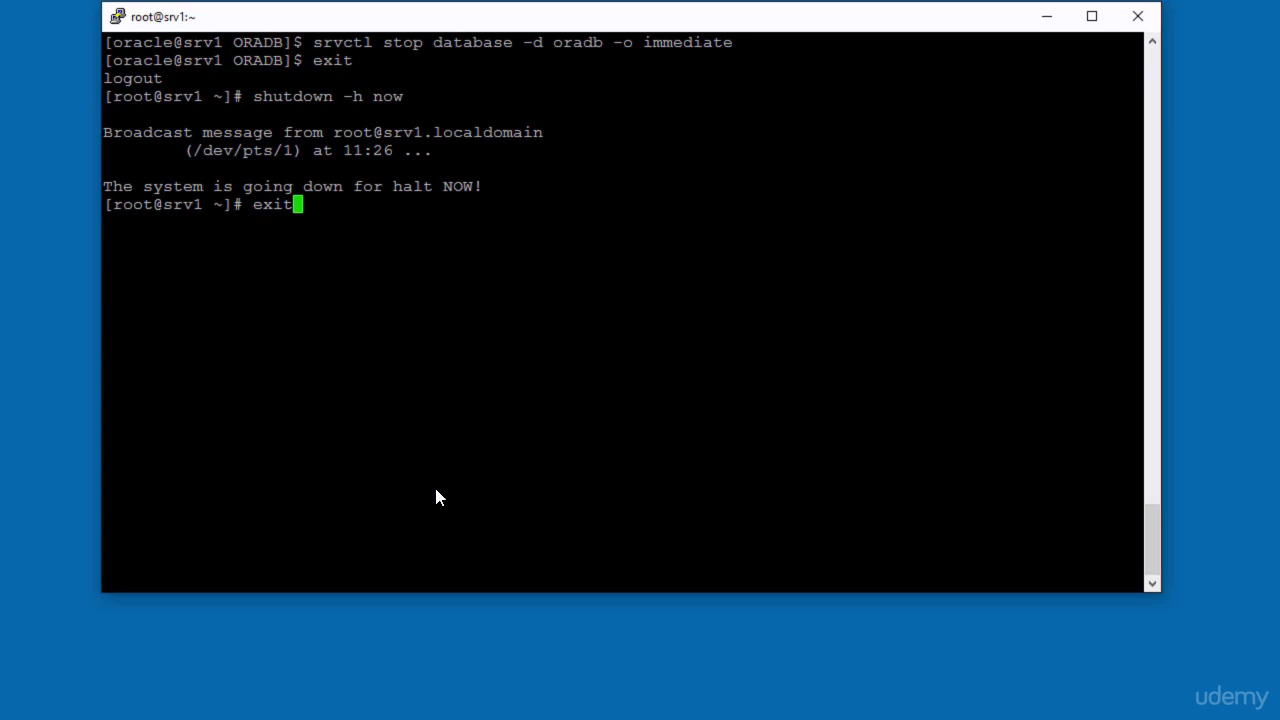 root@srv1:~
[oracle@srv1 ORADB]$ srvctl stop database -d oradb -o immediate
[oracle@srv1 ORADB]$ exit
logout
[root@srv1 ~]# shutdown -h now
Broadcast message from root@srv1.localdomain
(/dev/pts/1) at 11:26 ...
The system is going down for halt NOW!
[root@srv1 ~]# exit
udemy